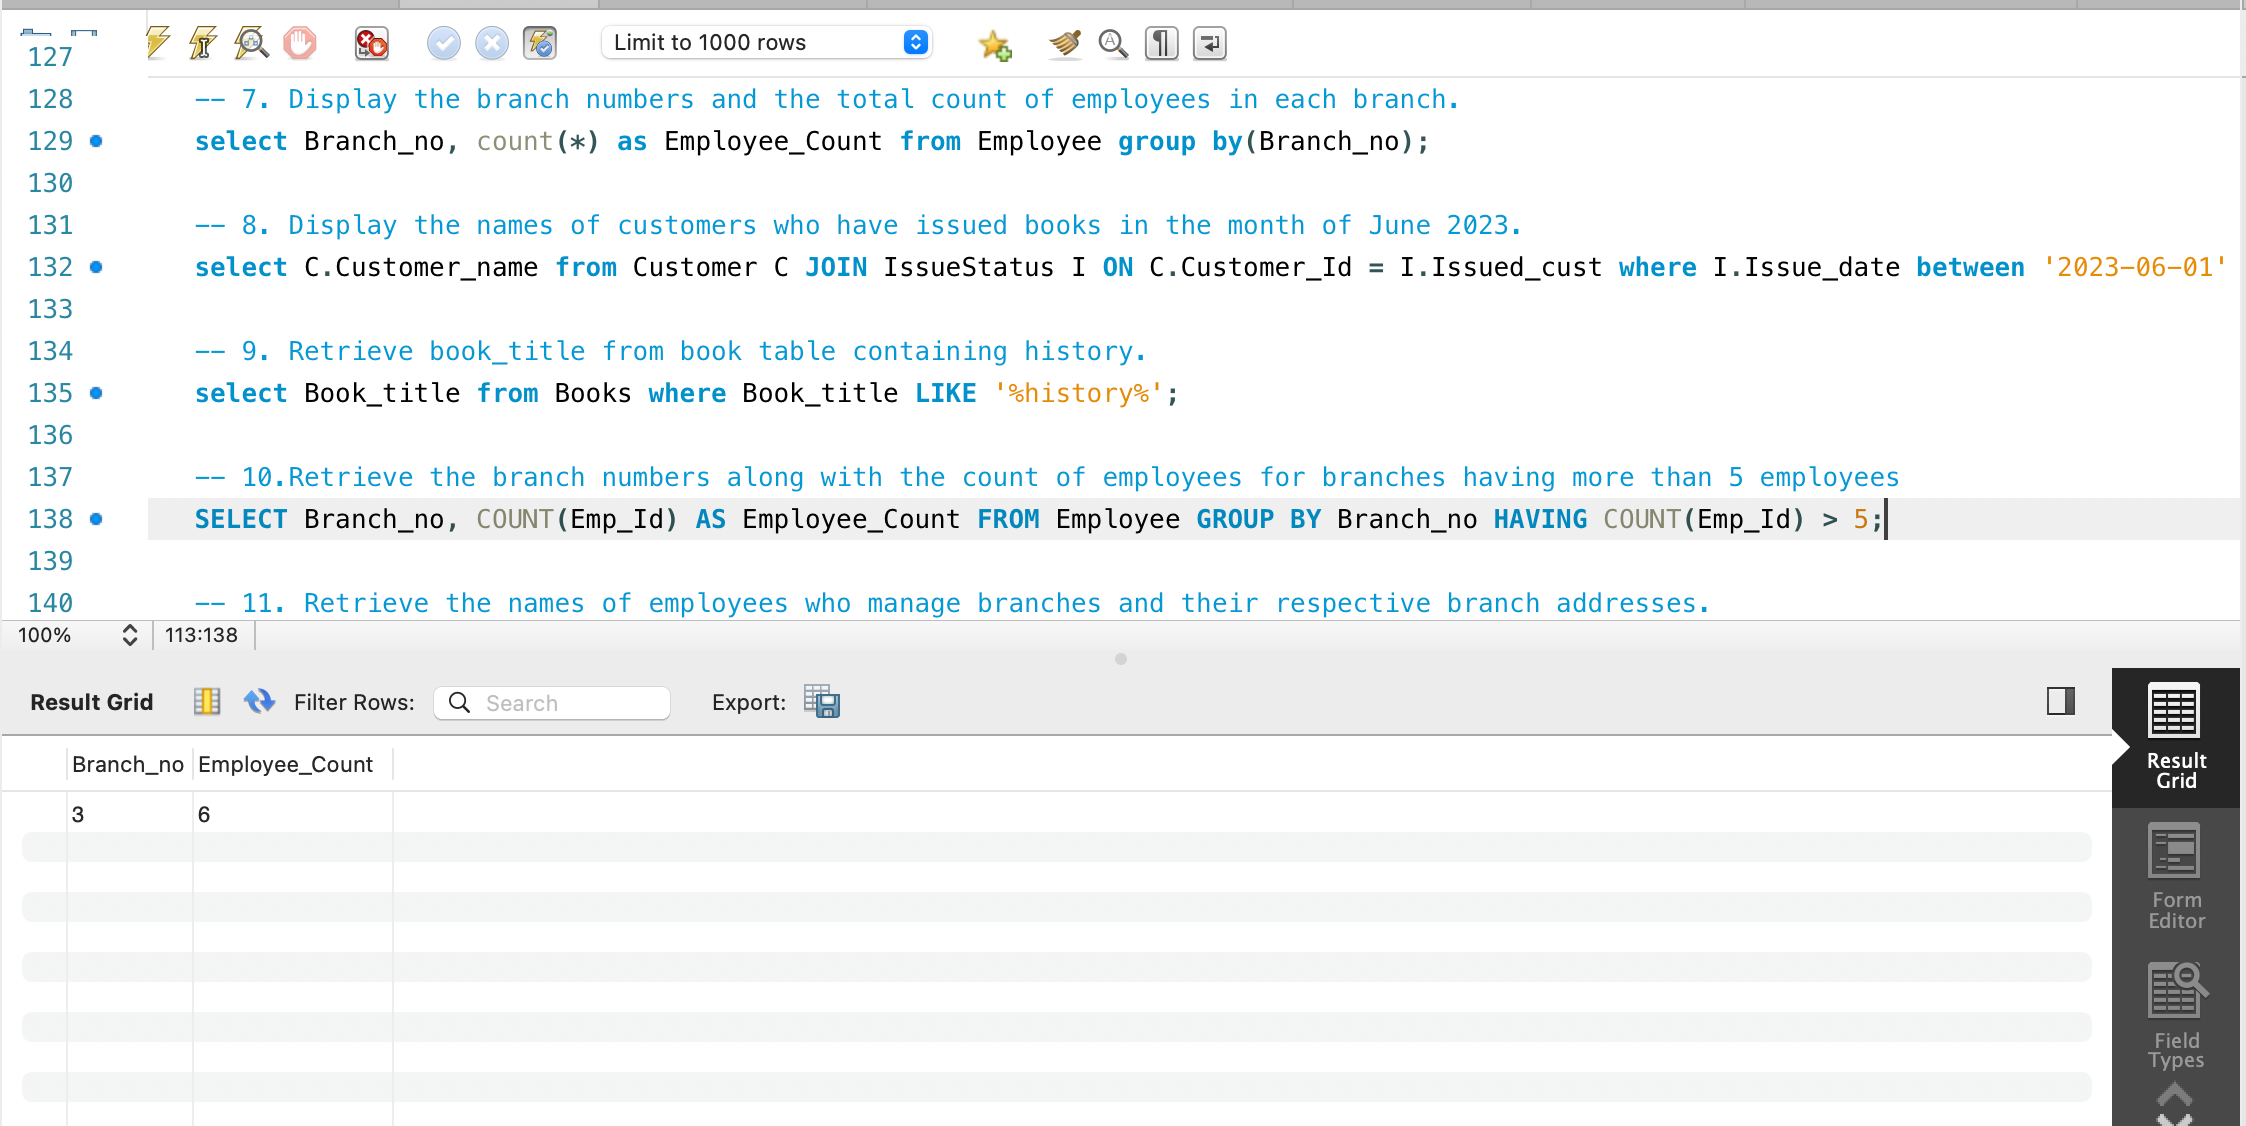 Limit to 1000 rows
127
128 -- 7. Display the branch numbers and the total count of employees in each branch.
129 select Branch_no, count(*) as Employee_Count from Employee group by(Branch_no);
130
131 -- 8. Display the names of customers who have issued books in the month of June 2023.
132 select C.Customer_name from Customer C JOIN IssueStatus I ON C.Customer_Id = I.Issued_cust where I.Issue_date between '2023-06-01'
133
134 -- 9. Retrieve book_title from book table containing history.
135 select Book_title from Books where Book_title LIKE '%history%';
136
137 -- 10.Retrieve the branch numbers along with the count of employees for branches having more than 5 employees
138 SELECT Branch_no, COUNT(Emp_Id) AS Employee_Count FROM Employee GROUP BY Branch_no HAVING COUNT(Emp_Id) > 5;
139
140 -- 11. Retrieve the names of employees who manage branches and their respective branch addresses.
100% 113:138
Result Grid Filter Rows: Search Export:
Branch_no Employee_Count
3 6
Result
Grid
Form
Editor
Field
Types